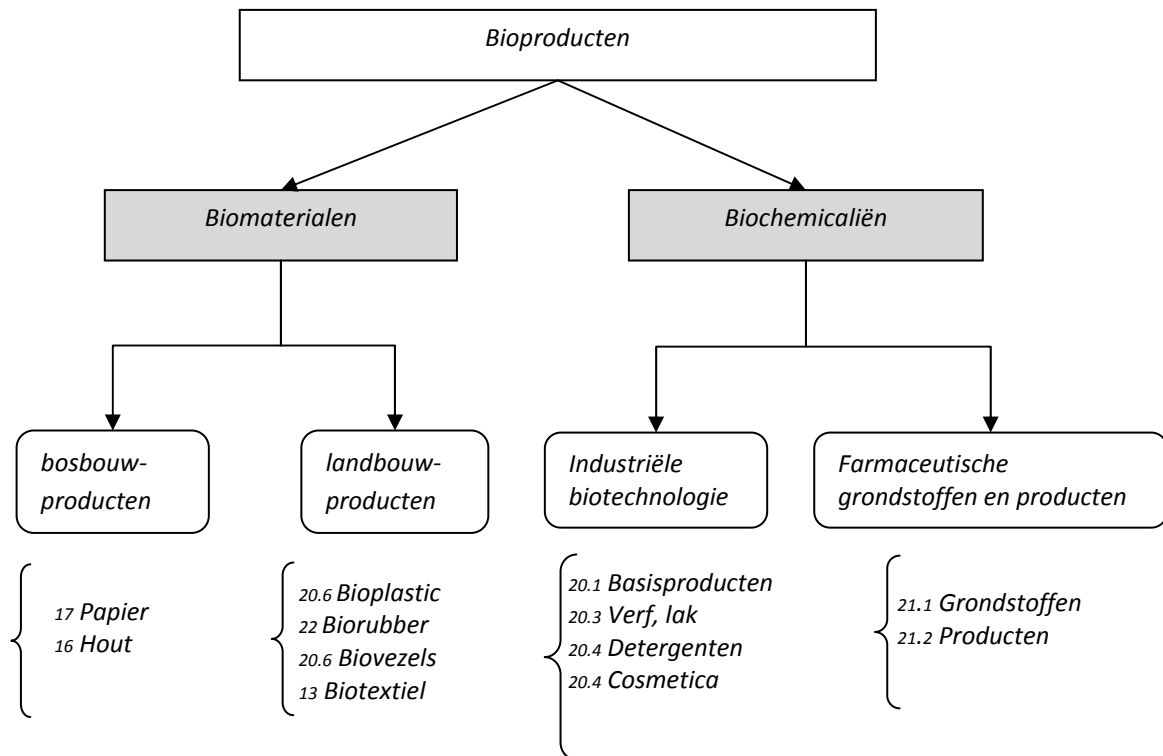 Bioproducten
Biomaterialen
Biochemicaliën
bosbouw-
producten
landbouw-
producten
Industriële
biotechnologie
Farmaceutische
grondstoffen en producten
17 Papier
16 Hout
20.6 Bioplastic
22 Biorubber
20.6 Biovezels
13 Biotextiel
20.1 Basisproducten
20.3 Verf, lak
20.4 Detergenten
20.4 Cosmetica
21.1 Grondstoffen
21.2 Producten